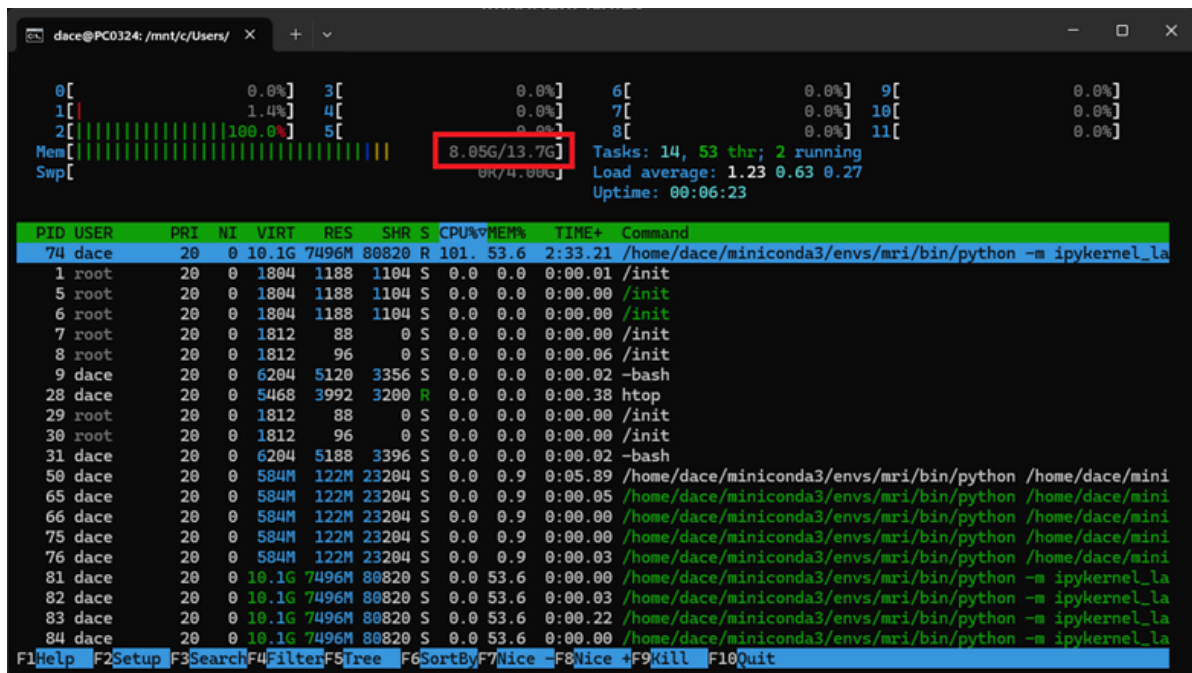 dace@PC0324: /mnt/c/Users/
0[ 0.0%] 3[ 0.0%] 6[ 0.0%] 9[ 0.0%]
1[| 1.4%] 4[ 0.0%] 7[ 0.0%] 10[ 0.0%]
2[|||||||||||||||||100.0%] 5[ 0.0%] 8[ 0.0%] 11[ 0.0%]
Mem[|||||||||||||||||||||||||||||||| 8.05G/13.7G] Tasks: 14, 53 thr; 2 running
Swp[ 0K/4.00G] Load average: 1.23 0.63 0.27
Uptime: 00:06:23
PID USER PRI NI VIRT RES SHR S CPU%▽MEM% TIME+ Command
74 dace 20 0 10.1G 7496M 80820 R 101. 53.6 2:33.21 /home/dace/miniconda3/envs/mri/bin/python -m ipykernel_la
1 root 20 0 1804 1188 1104 S 0.0 0.0 0:00.01 /init
5 root 20 0 1804 1188 1104 S 0.0 0.0 0:00.00 /init
6 root 20 0 1804 1188 1104 S 0.0 0.0 0:00.00 /init
7 root 20 0 1812 88 0 S 0.0 0.0 0:00.00 /init
8 root 20 0 1812 96 0 S 0.0 0.0 0:00.06 /init
9 dace 20 0 6204 5120 3356 S 0.0 0.0 0:00.02 -bash
28 dace 20 0 5468 3992 3200 R 0.0 0.0 0:00.38 htop
29 root 20 0 1812 88 0 S 0.0 0.0 0:00.00 /init
30 root 20 0 1812 96 0 S 0.0 0.0 0:00.00 /init
31 dace 20 0 6204 5188 3396 S 0.0 0.0 0:00.02 -bash
50 dace 20 0 584M 122M 23204 S 0.0 0.9 0:05.89 /home/dace/miniconda3/envs/mri/bin/python /home/dace/mini
65 dace 20 0 584M 122M 23204 S 0.0 0.9 0:00.05 /home/dace/miniconda3/envs/mri/bin/python /home/dace/mini
66 dace 20 0 584M 122M 23204 S 0.0 0.9 0:00.00 /home/dace/miniconda3/envs/mri/bin/python /home/dace/mini
75 dace 20 0 584M 122M 23204 S 0.0 0.9 0:00.00 /home/dace/miniconda3/envs/mri/bin/python /home/dace/mini
76 dace 20 0 584M 122M 23204 S 0.0 0.9 0:00.03 /home/dace/miniconda3/envs/mri/bin/python /home/dace/mini
81 dace 20 0 10.1G 7496M 80820 S 0.0 53.6 0:00.00 /home/dace/miniconda3/envs/mri/bin/python -m ipykernel_la
82 dace 20 0 10.1G 7496M 80820 S 0.0 53.6 0:00.03 /home/dace/miniconda3/envs/mri/bin/python -m ipykernel_la
83 dace 20 0 10.1G 7496M 80820 S 0.0 53.6 0:00.22 /home/dace/miniconda3/envs/mri/bin/python -m ipykernel_la
84 dace 20 0 10.1G 7496M 80820 S 0.0 53.6 0:00.00 /home/dace/miniconda3/envs/mri/bin/python -m ipykernel_la
F1Help F2Setup F3SearchF4FilterF5Tree F6SortByF7Nice -F8Nice +F9Kill F10Quit